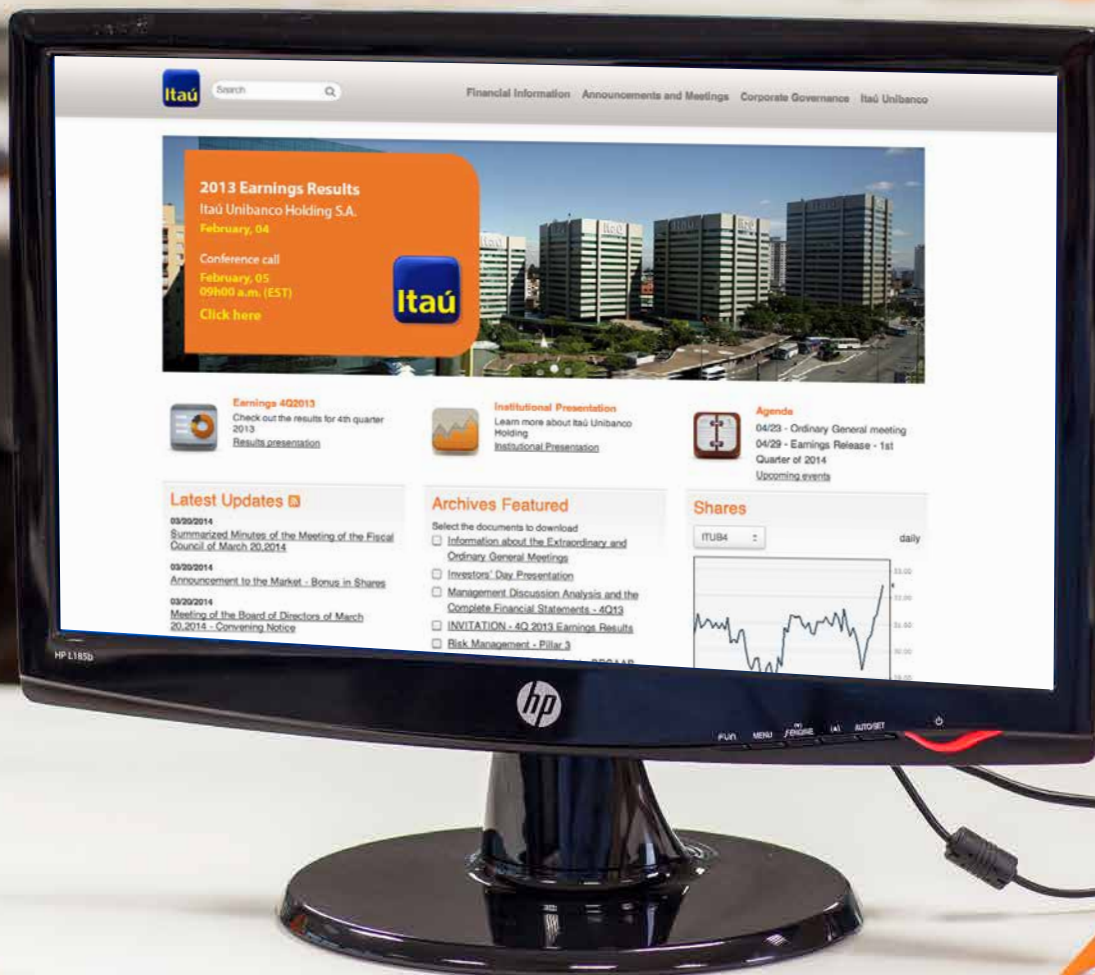 Itaú
Search
Financial Information Announcements and Meetings Corporate Governance Itaú Unibanco
2013 Earnings Results
Itaú Unibanco Holding S.A.
February, 04
Conference call
February, 05
09h00 a.m. (EST)
Click here
Itaú
Earnings 4Q2013
Check out the results for 4th quarter
2013
Results presentation
Institutional Presentation
Learn more about Itaú Unibanco
Holding
Institutional Presentation
Agenda
04/23 - Ordinary General meeting
04/29 - Earnings Release - 1st
Quarter of 2014
Upcoming events
Latest Updates
03/20/2014
Summarized Minutes of the Meeting of the Fiscal
Council of March 20,2014
03/20/2014
Announcement to the Market - Bonus in Shares
03/20/2014
Meeting of the Board of Directors of March
20,2014 - Convening Notice
Archives Featured
Select the documents to download
Information about the Extraordinary and
Ordinary General Meetings
Investors' Day Presentation
Management Discussion Analysis and the
Complete Financial Statements - 4Q13
INVITATION - 4Q 2013 Earnings Results
Risk Management - Pillar 3
Shares
ITUB4
daily
33.00
32.00
31.00
30.00
HP L185b
hp
MENU
AUTO/SET